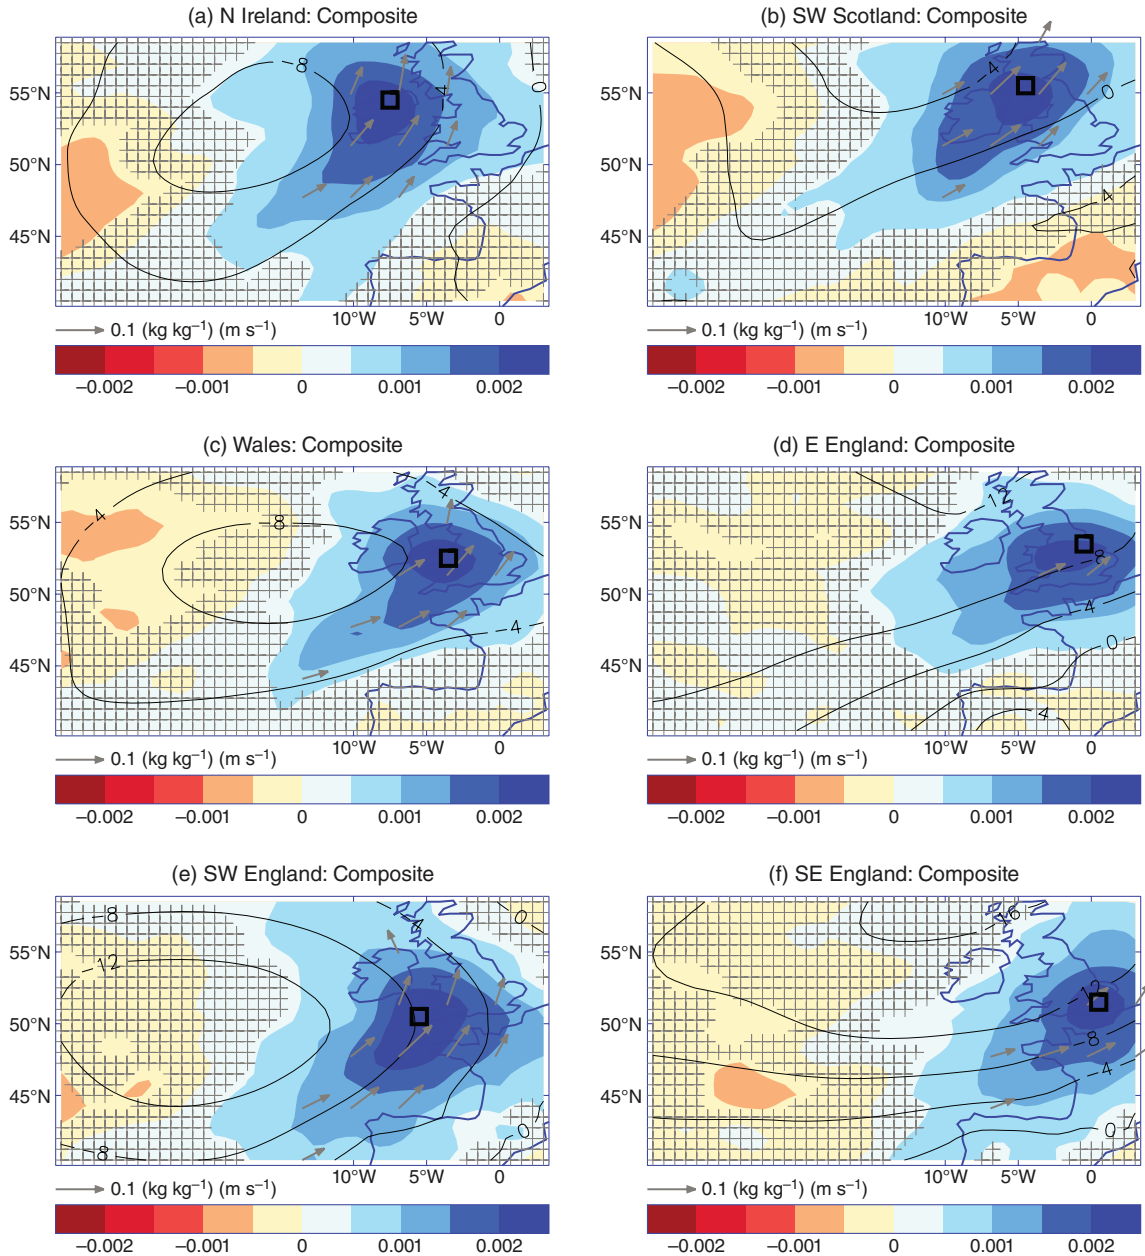 (a) N Ireland: Composite
(b) SW Scotland: Composite
55°N
50°N
45°N
8
4
0
10°W 5°W 0
55°N
50°N
45°N
4
0
4
10°W 5°W 0
0.1 (kg kg⁻¹) (m s⁻¹)
0.1 (kg kg⁻¹) (m s⁻¹)
−0.002 −0.001 0 0.001 0.002
−0.002 −0.001 0 0.001 0.002
(c) Wales: Composite
(d) E England: Composite
55°N
50°N
45°N
4
8
4
4
10°W 5°W 0
55°N
50°N
45°N
12
8
4
0
4
10°W 5°W 0
0.1 (kg kg⁻¹) (m s⁻¹)
0.1 (kg kg⁻¹) (m s⁻¹)
−0.002 −0.001 0 0.001 0.002
−0.002 −0.001 0 0.001 0.002
(e) SW England: Composite
(f) SE England: Composite
55°N
50°N
45°N
8
4
0
12
8
0
10°W 5°W 0
55°N
50°N
45°N
16
12
8
4
0
10°W 5°W 0
0.1 (kg kg⁻¹) (m s⁻¹)
0.1 (kg kg⁻¹) (m s⁻¹)
−0.002 −0.001 0 0.001 0.002
−0.002 −0.001 0 0.001 0.002